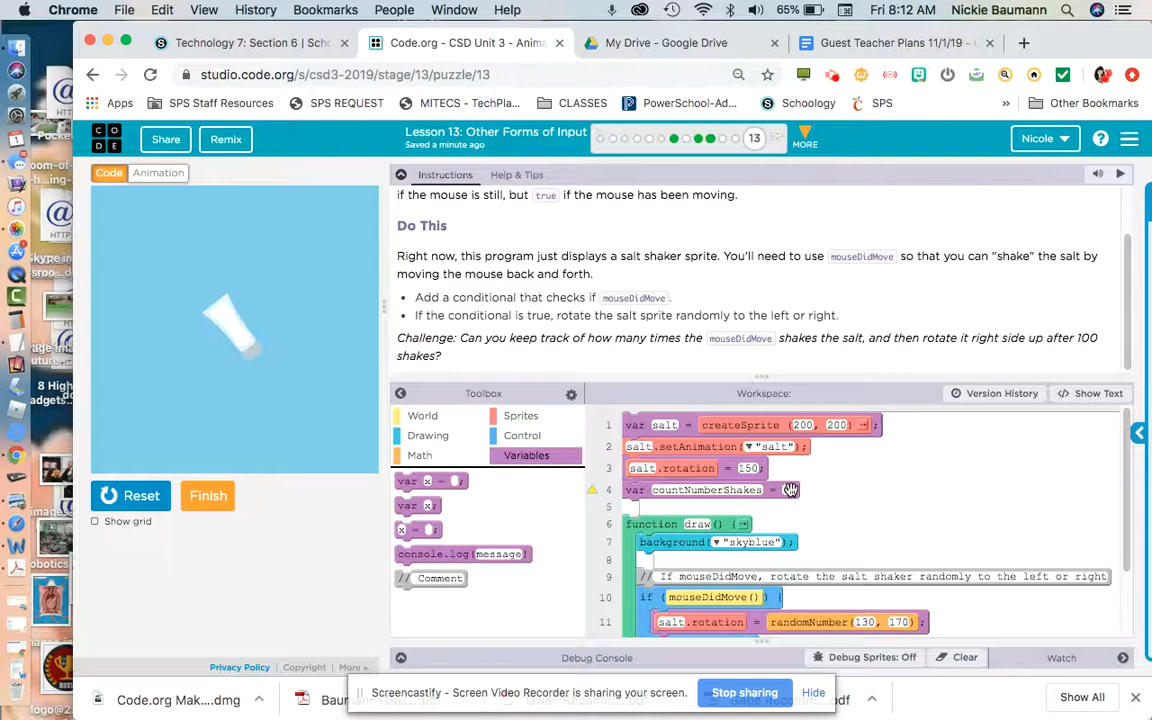 Chrome File Edit View History Bookmarks People Window Help 65% Fri 8:12 AM Nickie Baumann
Technology 7: Section 6 | Scho
Code.org - CSD Unit 3 - Anima
My Drive - Google Drive
Guest Teacher Plans 11/1/19 -
studio.code.org/s/csd3-2019/stage/13/puzzle/13
Apps SPS Staff Resources SPS REQUEST MITECS - TechPla... CLASSES PowerSchool-Ad... Schoology SPS » Other Bookmarks
C O
D E
Share Remix
Lesson 13: Other Forms of Input
Saved a minute ago
13
MORE
Nicole
Code Animation
Instructions Help & Tips
if the mouse is still, but true if the mouse has been moving.
Do This
Right now, this program just displays a salt shaker sprite. You'll need to use mouseDidMove so that you can "shake" the salt by
moving the mouse back and forth.
• Add a conditional that checks if mouseDidMove.
• If the conditional is true, rotate the salt sprite randomly to the left or right.
Challenge: Can you keep track of how many times the mouseDidMove shakes the salt, and then rotate it right side up after 100
shakes?
Toolbox
Workspace:
Version History
Show Text
World Sprites
Drawing Control
Math Variables
var x = ;
var x;
x = ;
console.log(message)
// Comment
1 var salt = createSprite (200, 200) ;
2 salt.setAnimation( "salt");
3 salt.rotation = 150;
4 var countNumberShakes =
5
6 function draw() {
7 background( "skyblue");
8
9 // If mouseDidMove, rotate the salt shaker randomly to the left or right
10 if ( mouseDidMove() ) {
11 salt.rotation = randomNumber(130, 170) ;
Reset Finish
Show grid
Privacy Policy | Copyright | More
Debug Console
Debug Sprites: Off
Clear
Watch
Screencastify - Screen Video Recorder is sharing your screen.
Stop sharing
Hide
Code.org Mak....dmg
Show All